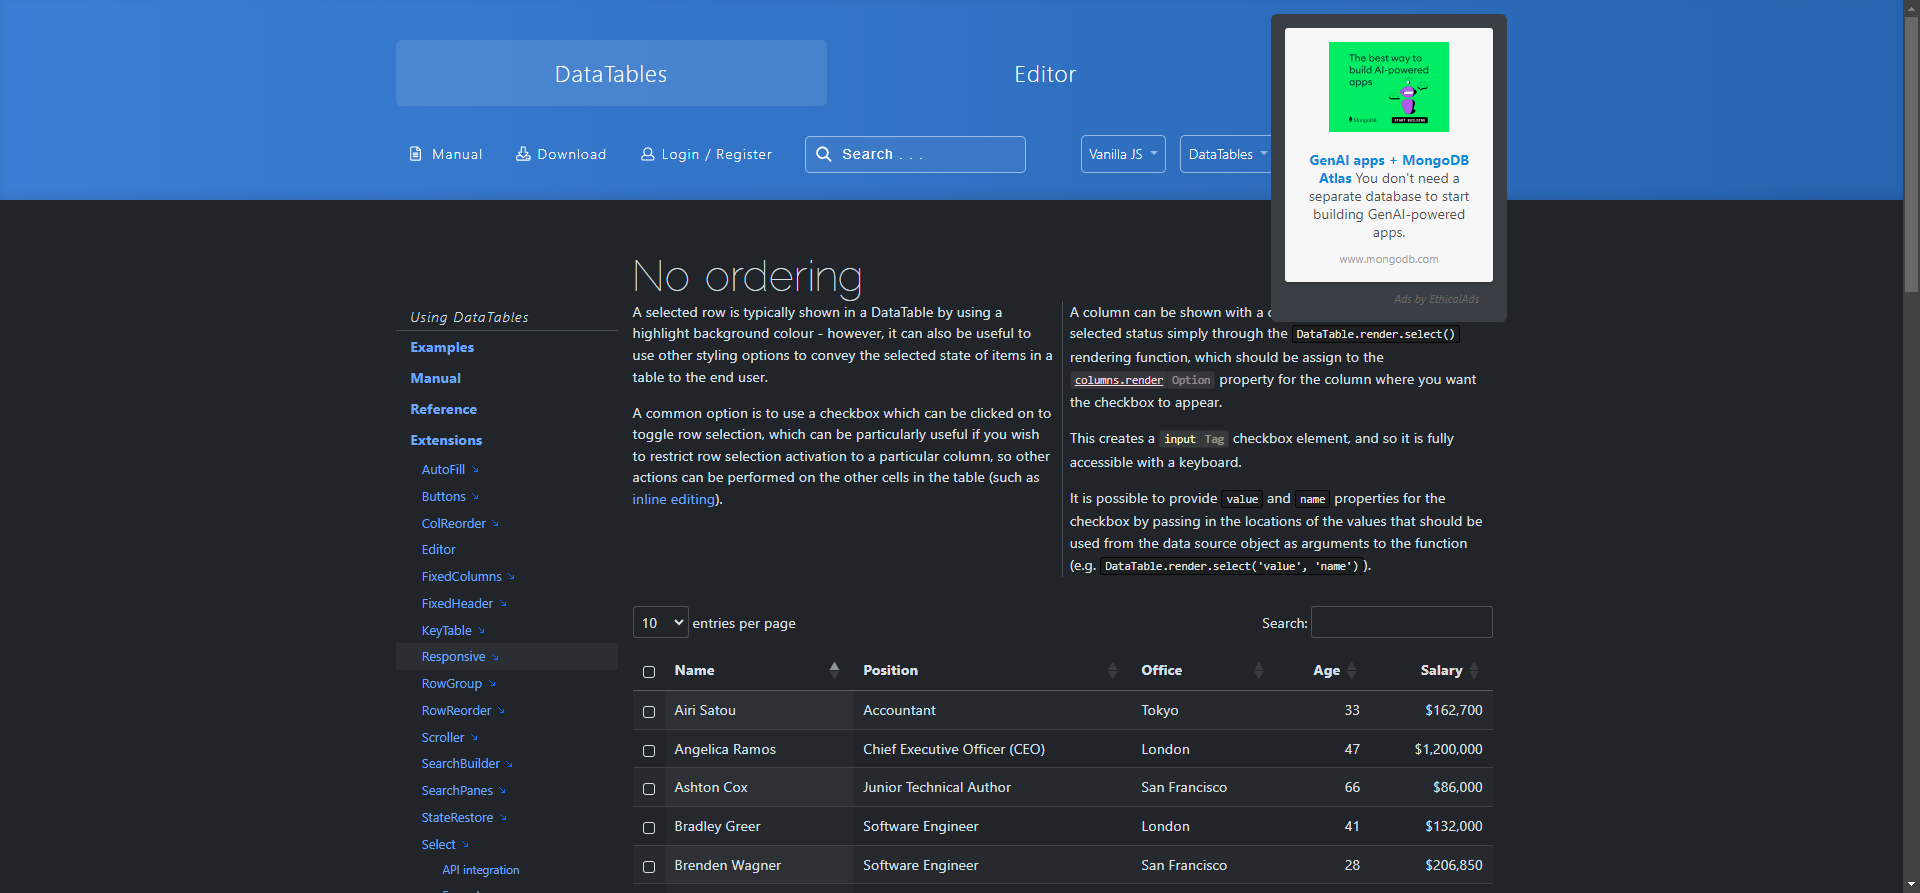 DataTables
Editor
Manual
Download
Login / Register
Search . . .
Vanilla JS
DataTables
The best way to
build AI-powered
apps
MongoDB
START BUILDING
GenAI apps + MongoDB
Atlas You don't need a
separate database to start
building GenAI-powered
apps.
www.mongodb.com
Ads by EthicalAds
Using DataTables
Examples
Manual
Reference
Extensions
AutoFill
Buttons
ColReorder
Editor
FixedColumns
FixedHeader
KeyTable
Responsive
RowGroup
RowReorder
Scroller
SearchBuilder
SearchPanes
StateRestore
Select
API integration
No ordering
A selected row is typically shown in a DataTable by using a
highlight background colour - however, it can also be useful to
use other styling options to convey the selected state of items in a
table to the end user.
A common option is to use a checkbox which can be clicked on to
toggle row selection, which can be particularly useful if you wish
to restrict row selection activation to a particular column, so other
actions can be performed on the other cells in the table (such as
inline editing).
A column can be shown with a
selected status simply through the DataTable.render.select()
rendering function, which should be assign to the
columns.render Option property for the column where you want
the checkbox to appear.
This creates a input Tag checkbox element, and so it is fully
accessible with a keyboard.
It is possible to provide value and name properties for the
checkbox by passing in the locations of the values that should be
used from the data source object as arguments to the function
(e.g. DataTable.render.select('value', 'name') ).
10 entries per page
Search:
Name Position Office Age Salary
Airi Satou Accountant Tokyo 33 $162,700
Angelica Ramos Chief Executive Officer (CEO) London 47 $1,200,000
Ashton Cox Junior Technical Author San Francisco 66 $86,000
Bradley Greer Software Engineer London 41 $132,000
Brenden Wagner Software Engineer San Francisco 28 $206,850